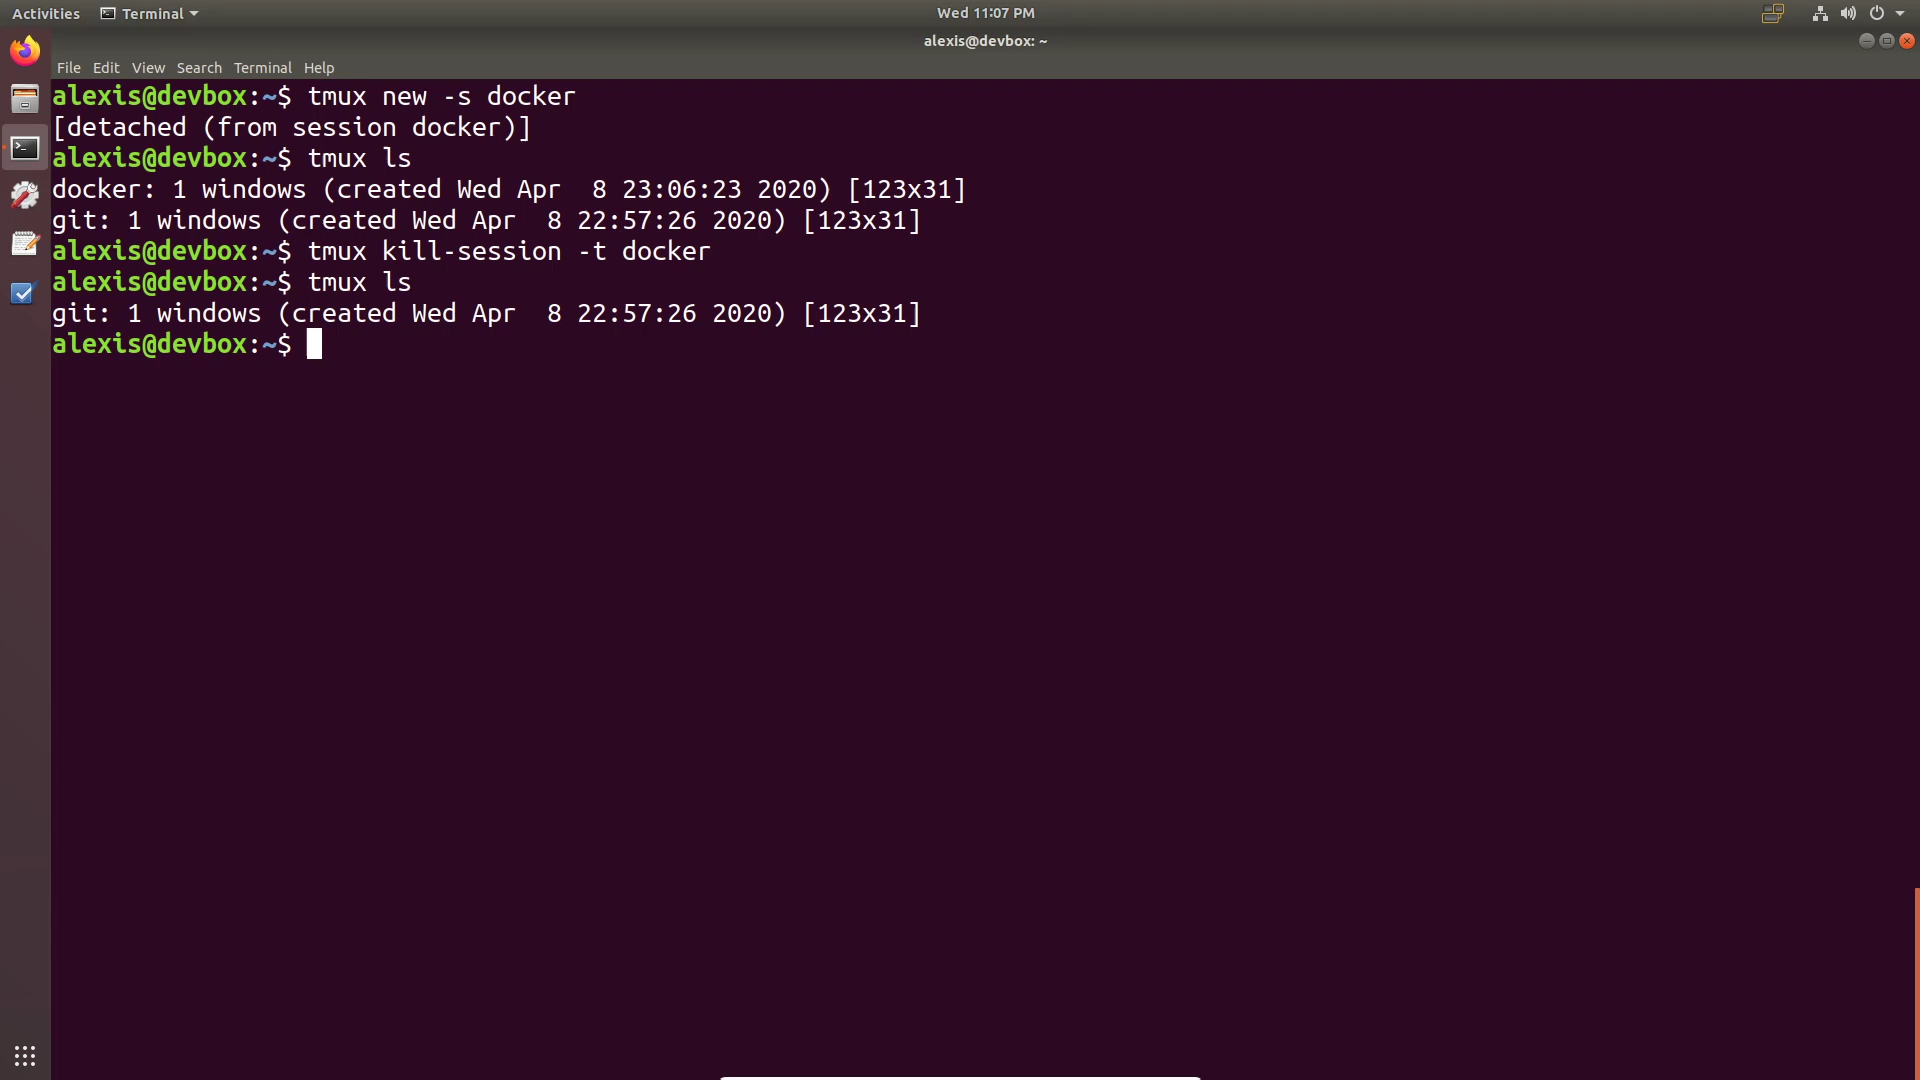 Activities Terminal Wed 11:07 PM
alexis@devbox: ~
File Edit View Search Terminal Help
alexis@devbox:~$ tmux new -s docker
[detached (from session docker)]
alexis@devbox:~$ tmux ls
docker: 1 windows (created Wed Apr  8 23:06:23 2020) [123x31]
git: 1 windows (created Wed Apr  8 22:57:26 2020) [123x31]
alexis@devbox:~$ tmux kill-session -t docker
alexis@devbox:~$ tmux ls
git: 1 windows (created Wed Apr  8 22:57:26 2020) [123x31]
alexis@devbox:~$